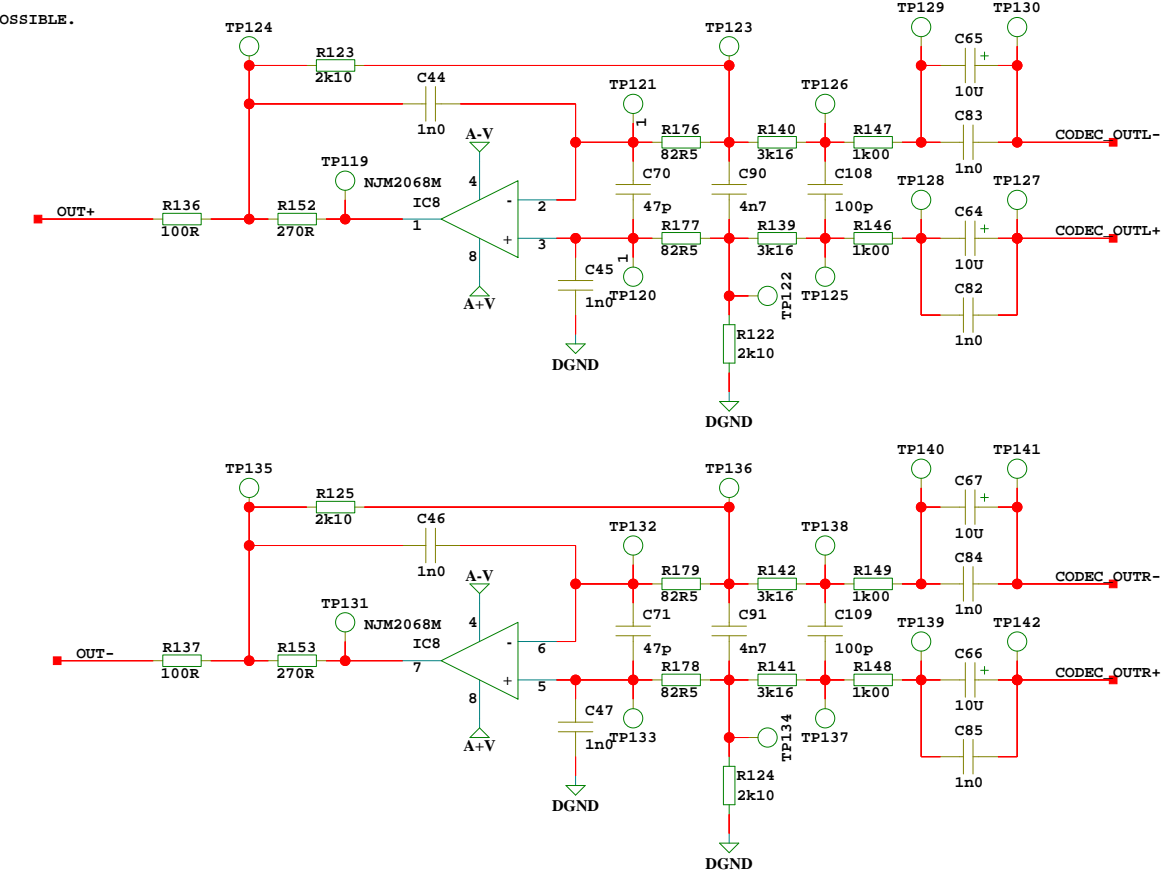 OSSIBLE.
TP129
TP130
TP124
TP123
C65
+
R123
2k10
C44
TP121
TP126
10U
1n0
A-V
1
R176
R140
R147
C83
CODEC_OUTL-
82R5
3k16
1k00
1n0
TP119
NJM2068M
4
C70
C90
C108
TP128
TP127
R136
R152
IC8
-
2
47p
4n7
100p
C64
+
OUT+
100R
270R
1
+
3
R177
R139
R146
CODEC_OUTL+
8
1
82R5
3k16
1k00
10U
C45
1n0
TP120
TP122
TP125
C82
A+V
R122
2k10
1n0
DGND
DGND
TP140
TP141
TP135
TP136
C67
+
R125
2k10
C46
TP132
TP138
10U
1n0
A-V
R179
R142
R149
C84
CODEC_OUTR-
82R5
3k16
1k00
1n0
TP131
NJM2068M
4
C71
C91
C109
TP139
TP142
R137
R153
IC8
-
6
47p
4n7
100p
C66
+
OUT-
100R
270R
7
+
5
R178
R141
R148
CODEC_OUTR+
8
82R5
3k16
1k00
10U
C47
1n0
TP133
TP134
TP137
C85
A+V
R124
2k10
1n0
DGND
DGND